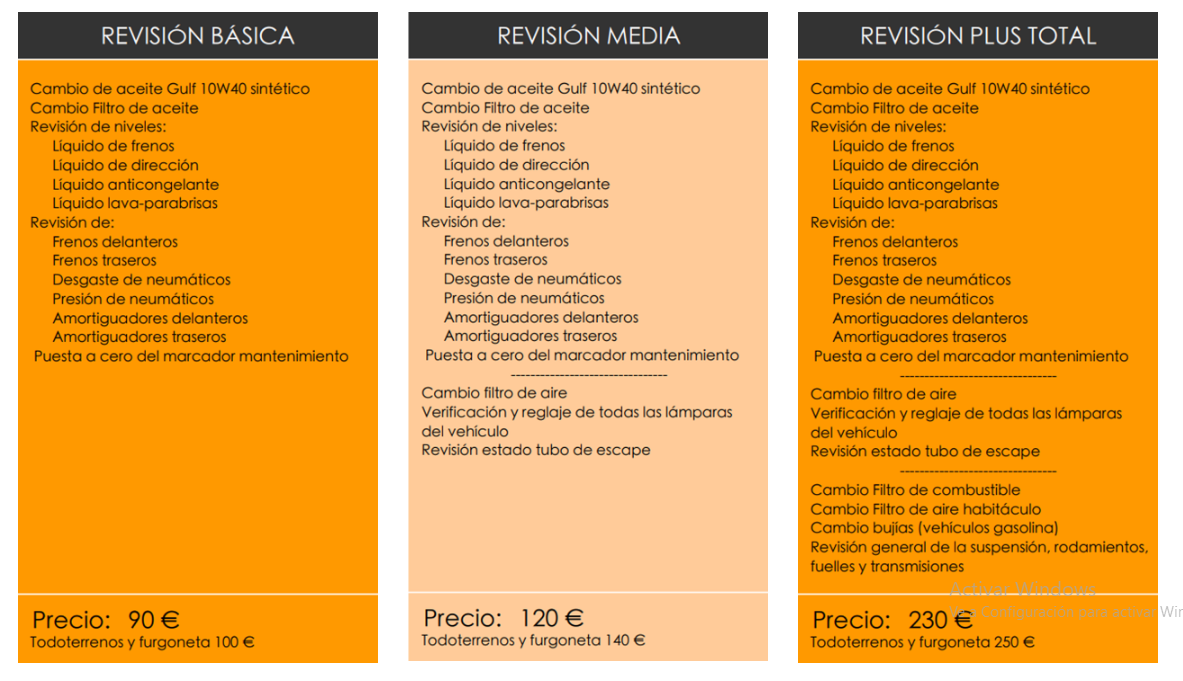 REVISIÓN BÁSICA
Cambio de aceite Gulf 10W40 sintético
Cambio Filtro de aceite
Revisión de niveles:
Líquido de frenos
Líquido de dirección
Líquido anticongelante
Líquido lava-parabrisas
Revisión de:
Frenos delanteros
Frenos traseros
Desgaste de neumáticos
Presión de neumáticos
Amortiguadores delanteros
Amortiguadores traseros
Puesta a cero del marcador mantenimiento
Precio: 90 €
Todoterrenos y furgoneta 100 €
REVISIÓN MEDIA
Cambio de aceite Gulf 10W40 sintético
Cambio Filtro de aceite
Revisión de niveles:
Líquido de frenos
Líquido de dirección
Líquido anticongelante
Líquido lava-parabrisas
Revisión de:
Frenos delanteros
Frenos traseros
Desgaste de neumáticos
Presión de neumáticos
Amortiguadores delanteros
Amortiguadores traseros
Puesta a cero del marcador mantenimiento
--------------------------------
Cambio filtro de aire
Verificación y reglaje de todas las lámparas
del vehículo
Revisión estado tubo de escape
Precio: 120 €
Todoterrenos y furgoneta 140 €
REVISIÓN PLUS TOTAL
Cambio de aceite Gulf 10W40 sintético
Cambio Filtro de aceite
Revisión de niveles:
Líquido de frenos
Líquido de dirección
Líquido anticongelante
Líquido lava-parabrisas
Revisión de:
Frenos delanteros
Frenos traseros
Desgaste de neumáticos
Presión de neumáticos
Amortiguadores delanteros
Amortiguadores traseros
Puesta a cero del marcador mantenimiento
--------------------------------
Cambio filtro de aire
Verificación y reglaje de todas las lámparas
del vehículo
Revisión estado tubo de escape
--------------------------------
Cambio Filtro de combustible
Cambio Filtro de aire habitáculo
Cambio bujías (vehículos gasolina)
Revisión general de la suspensión, rodamientos,
fuelles y transmisiones
Activar Windows
Precio: 230 €
Configuración para activar Wir
Todoterrenos y furgoneta 250 €